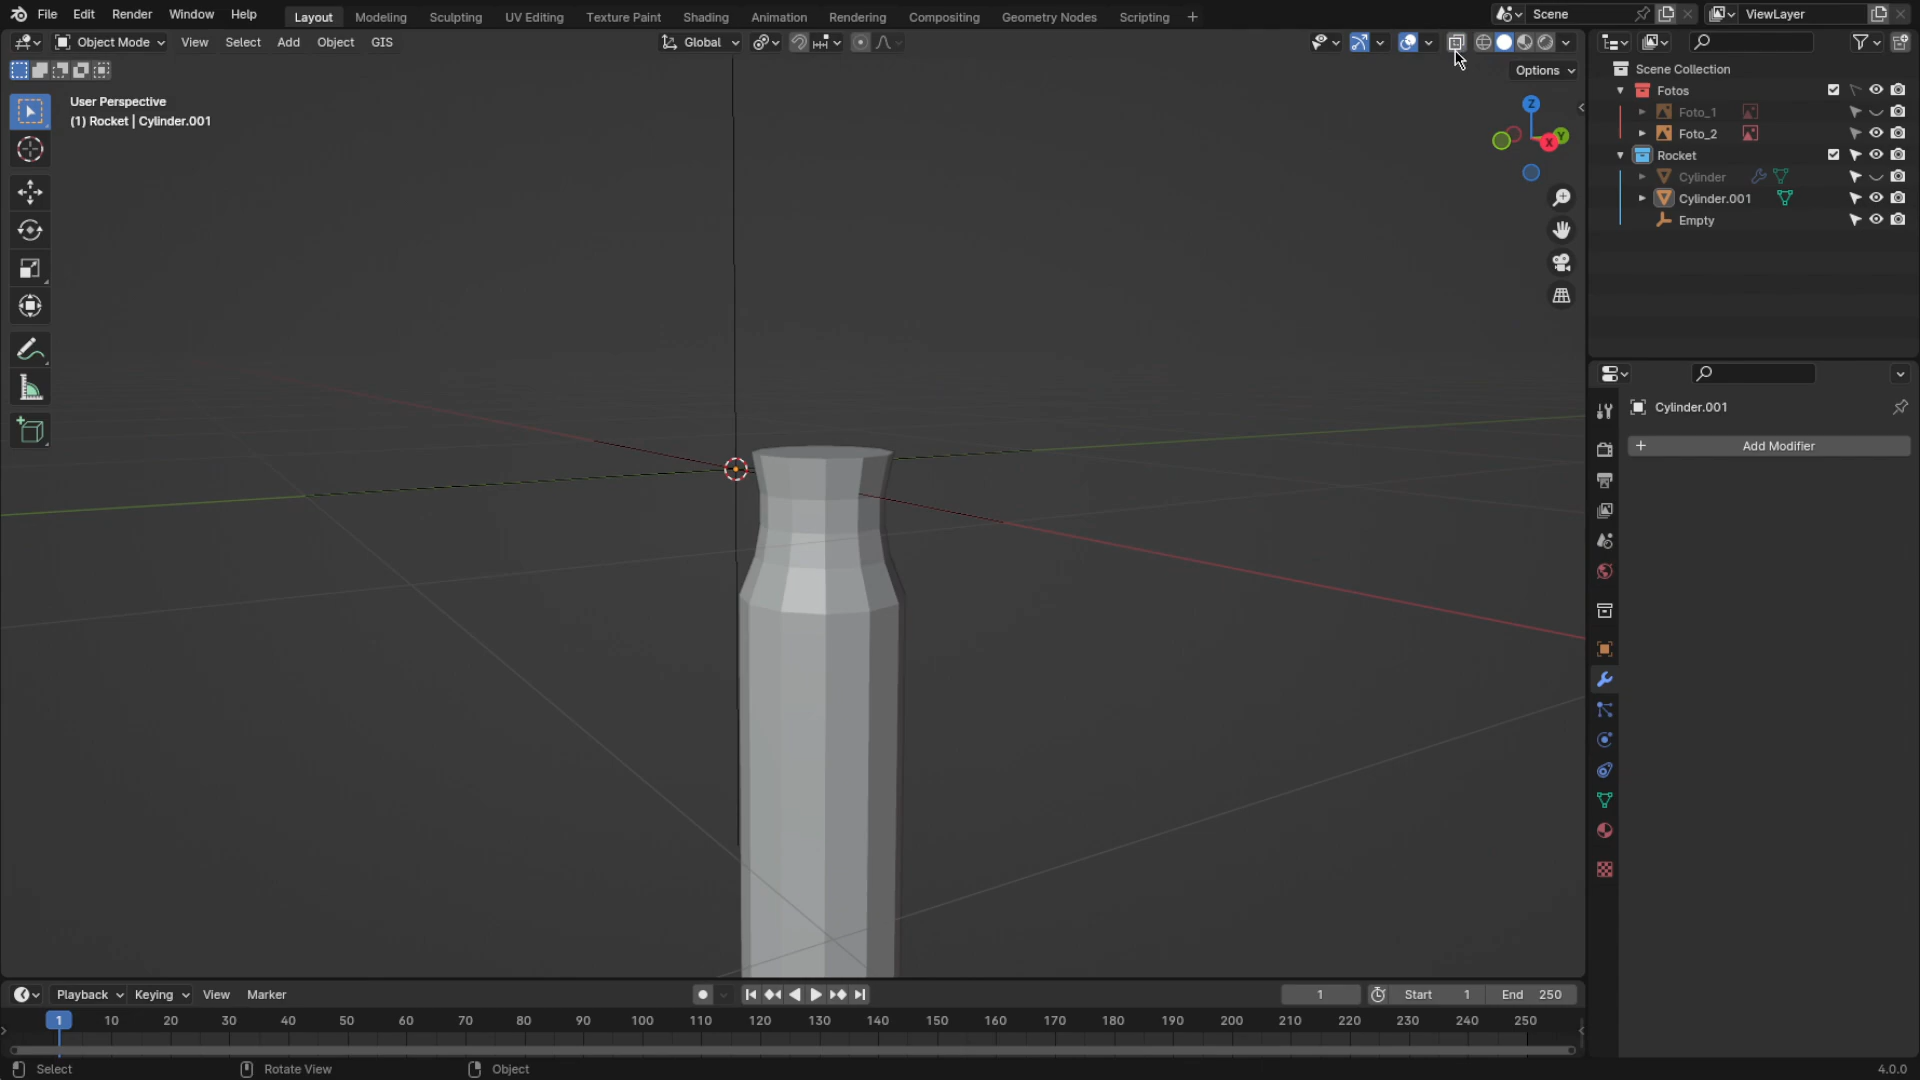 File Edit Render Window Help Layout Modeling Sculpting UV Editing Texture Paint Shading Animation Rendering Compositing Geometry Nodes Scripting + Scene ViewLayer
Object Mode View Select Add Object GIS Global
Options
User Perspective
(1) Rocket | Cylinder.001
Z
Y
X
Scene Collection
Fotos
Foto_1
Foto_2
Rocket
Cylinder
Cylinder.001
Empty
Cylinder.001
+ Add Modifier
Playback Keying View Marker 1 Start 1 End 250
1 10 20 30 40 50 60 70 80 90 100 110 120 130 140 150 160 170 180 190 200 210 220 230 240 250
Select Rotate View Object 4.0.0